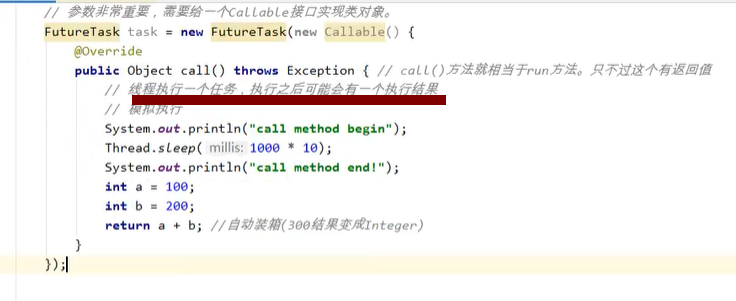 // 参数非常重要，需要给一个Callable接口实现类对象。
FutureTask task = new FutureTask(new Callable() {
@Override
public Object call() throws Exception { // call()方法就相当于run方法。只不过这个有返回值
// 线程执行一个任务，执行之后可能会有一个执行结果
// 模拟执行
System.out.println("call method begin");
Thread.sleep( millis: 1000 * 10);
System.out.println("call method end!");
int a = 100;
int b = 200;
return a + b; //自动装箱(300结果变成Integer)
}
});